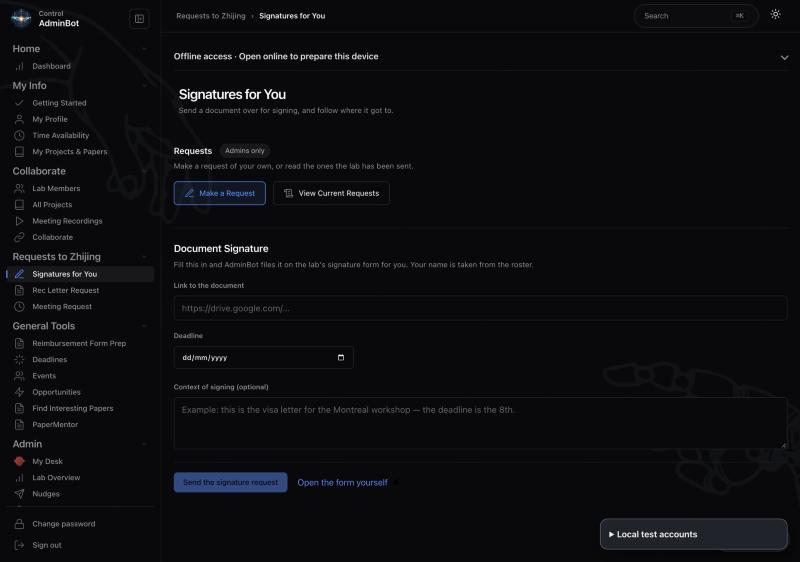 Control
AdminBot
Requests to Zhijing › Signatures for You
Search
⌘K
Home
Dashboard
My Info
Getting Started
My Profile
Time Availability
My Projects & Papers
Collaborate
Lab Members
All Projects
Meeting Recordings
Collaborate
Requests to Zhijing
Signatures for You
Rec Letter Request
Meeting Request
General Tools
Reimbursement Form Prep
Deadlines
Events
Opportunities
Find Interesting Papers
PaperMentor
Admin
My Desk
Lab Overview
Nudges
Change password
Sign out
Offline access · Open online to prepare this device
Signatures for You
Send a document over for signing, and follow where it got to.
Requests Admins only
Make a request of your own, or read the ones the lab has been sent.
Make a Request
View Current Requests
Document Signature
Fill this in and AdminBot files it on the lab's signature form for you. Your name is taken from the roster.
Link to the document
https://drive.google.com/...
Deadline
dd/mm/yyyy
Context of signing (optional)
Example: this is the visa letter for the Montreal workshop — the deadline is the 8th.
Send the signature request
Open the form yourself
Local test accounts